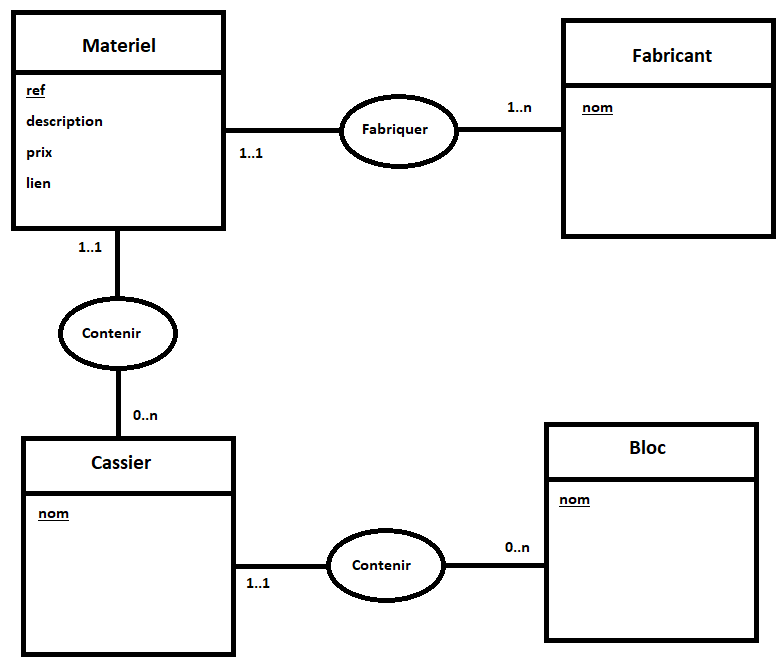 Materiel
ref
description
prix
lien
1..1
Fabriquer
1..n
Fabricant
nom
1..1
Contenir
0..n
Cassier
nom
1..1
Contenir
0..n
Bloc
nom